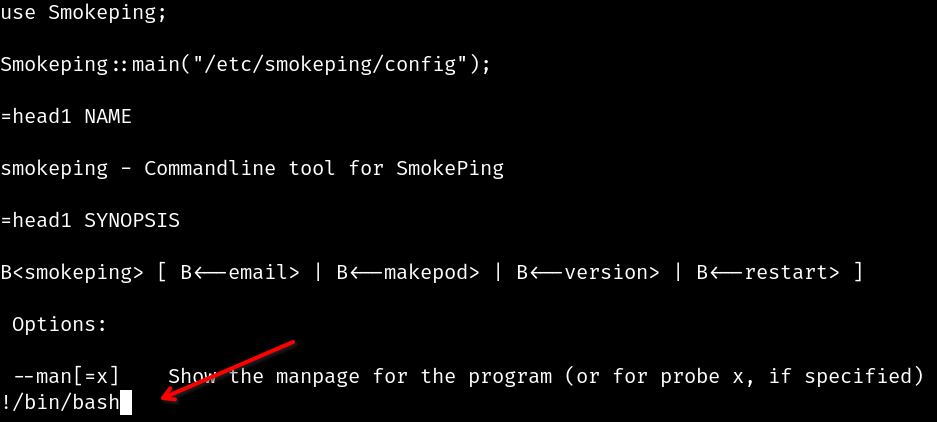 use Smokeping;
Smokeping::main("/etc/smokeping/config");
=head1 NAME
smokeping - Commandline tool for SmokePing
=head1 SYNOPSIS
B<smokeping> [ B<--email> | B<--makepod> | B<--version> | B<--restart> ]
Options:
--man[=x] Show the manpage for the program (or for probe x, if specified)
!/bin/bash